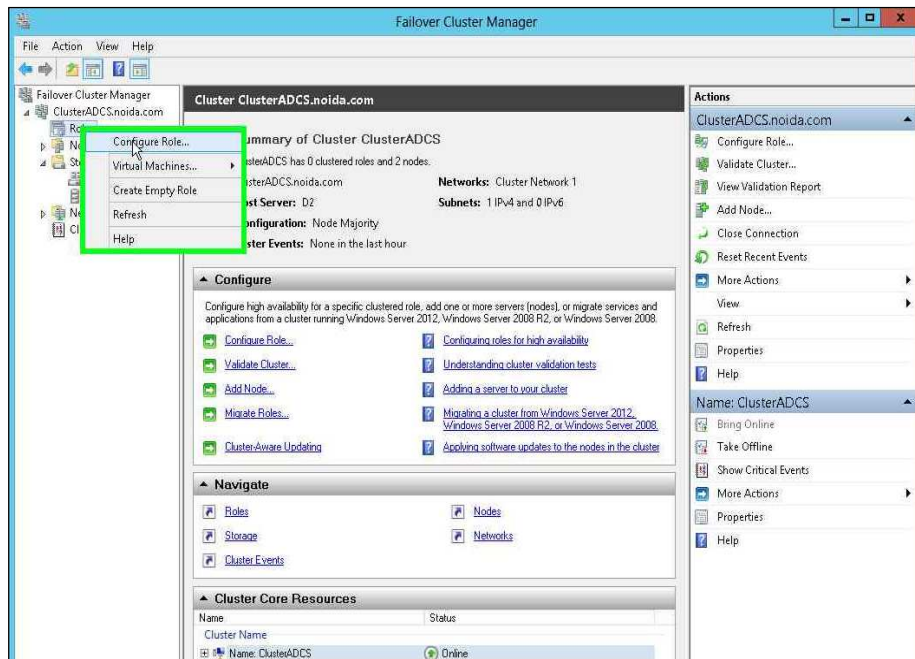 Failover Cluster Manager
File Action View Help
Failover Cluster Manager
ClusterADCS.noida.com
Configure Role...
Virtual Machines...
Create Empty Role
Refresh
Help
Cluster ClusterADCS.noida.com
ummary of Cluster ClusterADCS
sterADCS has 0 clustered roles and 2 nodes.
sterADCS.noida.com
Networks: Cluster Network 1
st Server: D2
Subnets: 1 IPv4 and 0 IPv6
nfiguration: Node Majority
ster Events: None in the last hour
Configure
Configure high availability for a specific clustered role, add one or more servers (nodes), or migrate services and
applications from a cluster running Windows Server 2012, Windows Server 2008 R2, or Windows Server 2008.
Configure Role...
Configuring roles for high availability
Validate Cluster...
Understanding cluster validation tests
Add Node...
Adding a server to your cluster
Migrate Roles...
Migrating a cluster from Windows Server 2012,
Windows Server 2008 R2, or Windows Server 2008.
Cluster-Aware Updating
Applying software updates to the nodes in the cluster
Navigate
Roles
Nodes
Storage
Networks
Cluster Events
Cluster Core Resources
Name Status
Cluster Name
Name: ClusterADCS Online
Actions
ClusterADCS.noida.com
Configure Role...
Validate Cluster...
View Validation Report
Add Node...
Close Connection
Reset Recent Events
More Actions
View
Refresh
Properties
Help
Name: ClusterADCS
Bring Online
Take Offline
Show Critical Events
More Actions
Properties
Help